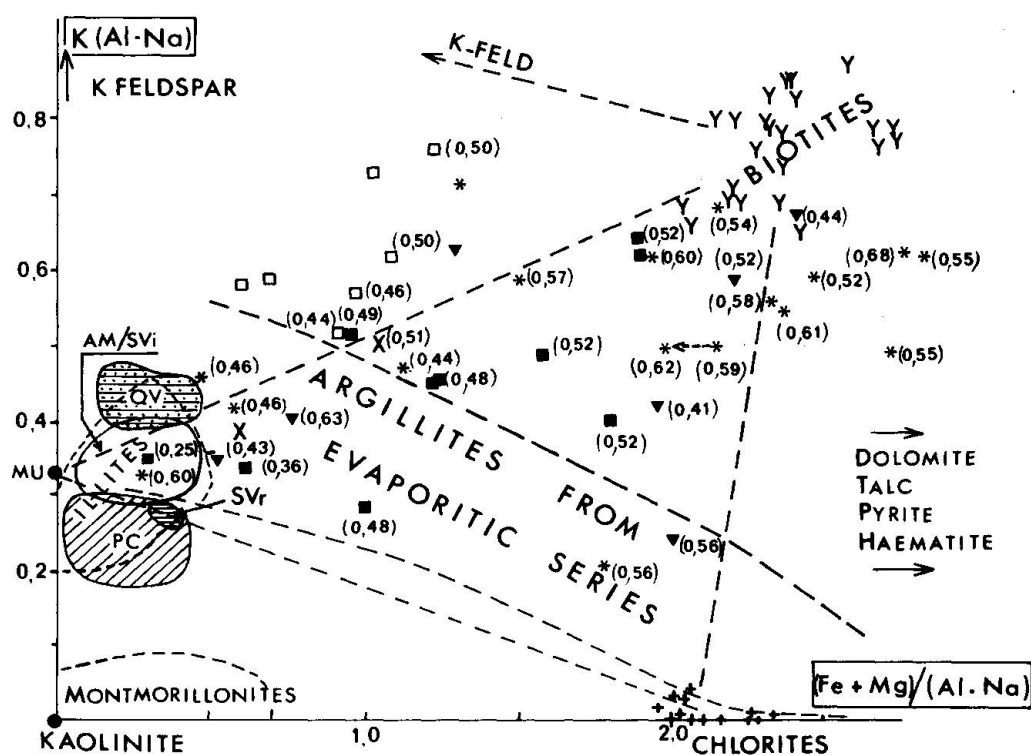 K (Al-Na)
K FELDSPAR
K-FELD
BIOTITES
0,8
0,6
0,4
0,2
0
(0,50)
(0,50)
(0,46)
(0,44)
(0,49)
(0,51)
(0,57)
(0,52)
(0,60)
(0,54)
(0,44)
(0,52)
(0,58)
(0,61)
(0,68)
(0,55)
(0,52)
(0,55)
(0,62)
(0,59)
(0,41)
(0,52)
(0,52)
(0,44)
(0,48)
AM/SVi
(0,46)
QV
(0,46)
(0,63)
(0,25)
(0,43)
(0,60)
(0,36)
(0,48)
MU
ILLITES
SVr
PC
ARGILLITES FROM
EVAPORITIC SERIES
(0,56)
(0,56)
DOLOMITE
TALC
PYRITE
HAEMATITE
MONTMORILLONITES
(Fe + Mg)/(Al.Na)
1,0
2,0
KAOLINITE
CHLORITES